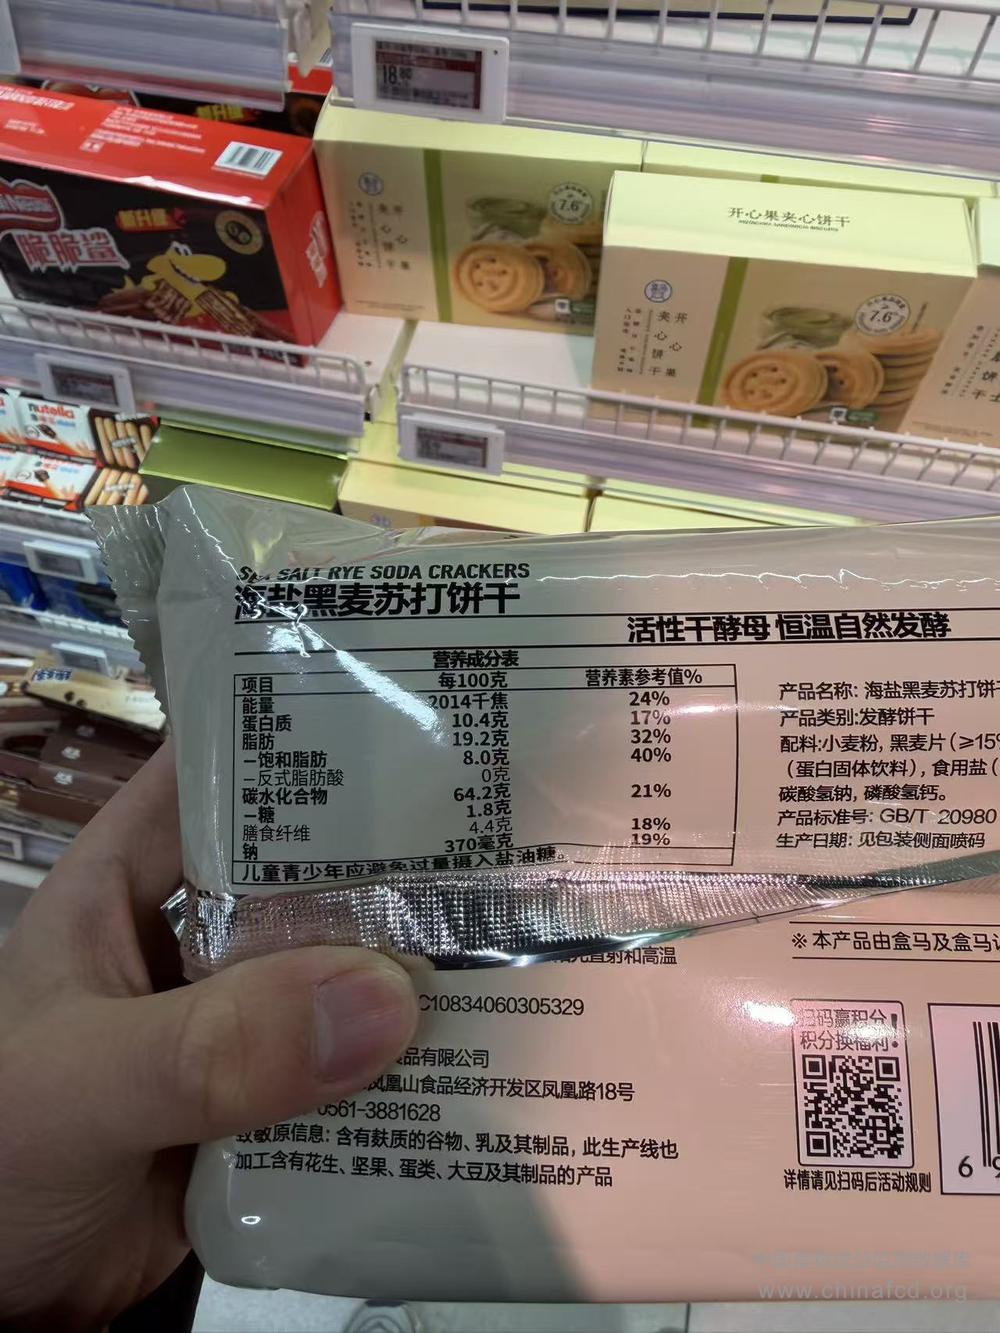 18.80
脆脆鲨
新升级
开心果夹心饼干
PISTACHIO SANDWICH BISCUITS
7.6
7.6
开心果
夹心饼干
nutella
SEA SALT RYE SODA CRACKERS
海盐黑麦苏打饼干
活性干酵母 恒温自然发酵
营养成分表
项目 每100克 营养素参考值%
能量 2014千焦 24%
蛋白质 10.4克 17%
脂肪 19.2克 32%
–饱和脂肪 8.0克 40%
–反式脂肪酸 0克
碳水化合物 64.2克 21%
–糖 1.8克
膳食纤维 4.4克 18%
钠 370毫克 19%
儿童青少年应避免过量摄入盐油糖。
产品名称: 海盐黑麦苏打饼干
产品类别:发酵饼干
配料:小麦粉, 黑麦片(≥15%
(蛋白固体饮料), 食用盐(
碳酸氢钠, 磷酸氢钙。
产品标准号: GB/T 20980
生产日期: 见包装侧面喷码
直射和高温
※ 本产品由盒马及盒马
C10834060305329
食品有限公司
凤凰山食品经济开发区凤凰路18号
0561-3881628
致敏原信息: 含有麸质的谷物、乳及其制品, 此生产线也
加工含有花生、坚果、蛋类、大豆及其制品的产品
扫码赢积分!
积分换福利!
详情请见扫码后活动规则
6 9
www.chinafcd.org